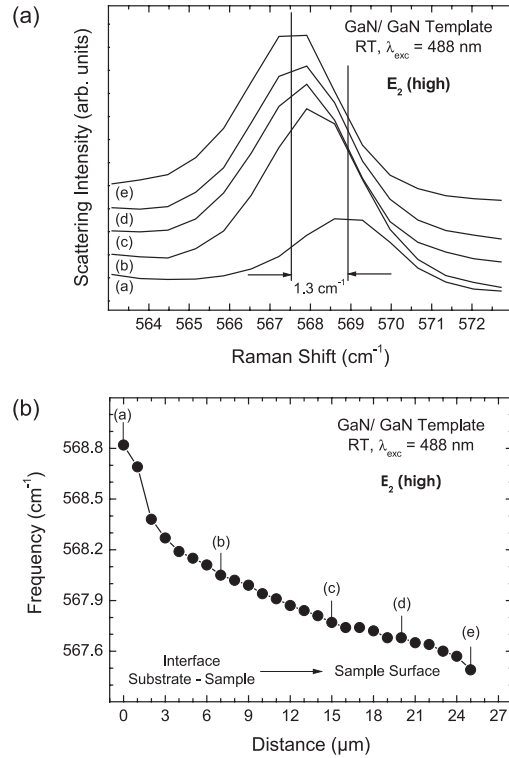 (a)
GaN/ GaN Template
RT, λexc = 488 nm
E2 (high)
Scattering Intensity (arb. units)
(e)
(d)
(c)
(b)
(a)
1.3 cm-1
564 565 566 567 568 569 570 571 572
Raman Shift (cm-1)
(b)
GaN/ GaN Template
RT, λexc = 488 nm
E2 (high)
Frequency (cm-1)
568.8
568.5
568.2
567.9
567.6
(a)
(b)
(c)
(d)
(e)
Interface
Substrate - Sample
Sample Surface
0 3 6 9 12 15 18 21 24 27
Distance (μm)